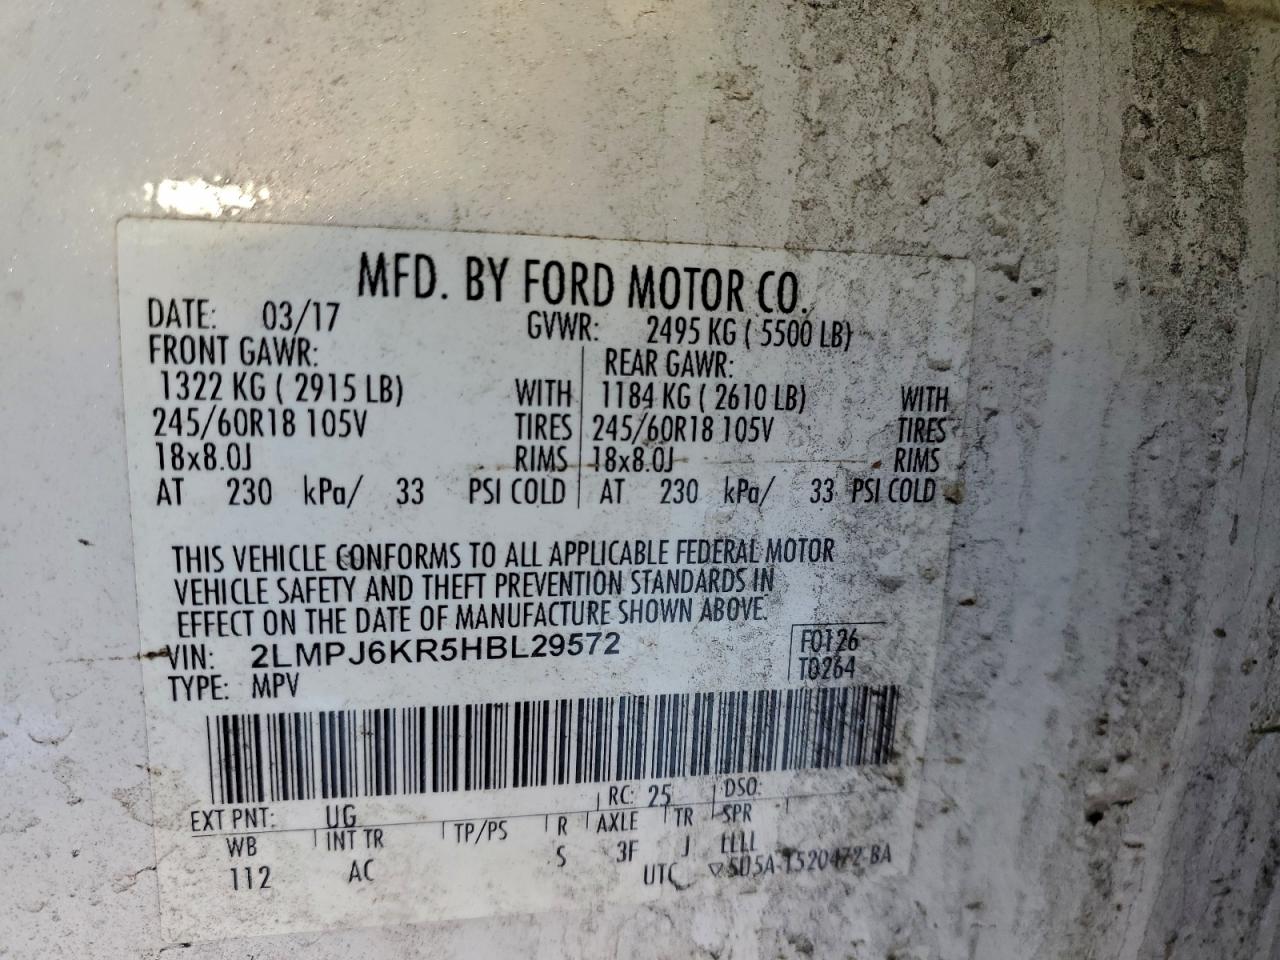 MFD. BY FORD MOTOR CO.
DATE: 03/17 GVWR: 2495 KG ( 5500 LB)
FRONT GAWR: REAR GAWR:
1322 KG ( 2915 LB) WITH 1184 KG ( 2610 LB) WITH
245/60R18 105V TIRES 245/60R18 105V TIRES
18x8.0J RIMS 18x8.0J RIMS
AT 230 kPa/ 33 PSI COLD AT 230 kPa/ 33 PSI COLD
THIS VEHICLE CONFORMS TO ALL APPLICABLE FEDERAL MOTOR
VEHICLE SAFETY AND THEFT PREVENTION STANDARDS IN
EFFECT ON THE DATE OF MANUFACTURE SHOWN ABOVE.
VIN: 2LMPJ6KR5HBL29572 F0126
TYPE: MPV T0264
EXT PNT: UG RC: 25 DSO:
WB INT TR TP/PS R AXLE TR SPR
112 AC S 3F J LLLL
UTC ▽5U5A-1520472-BA